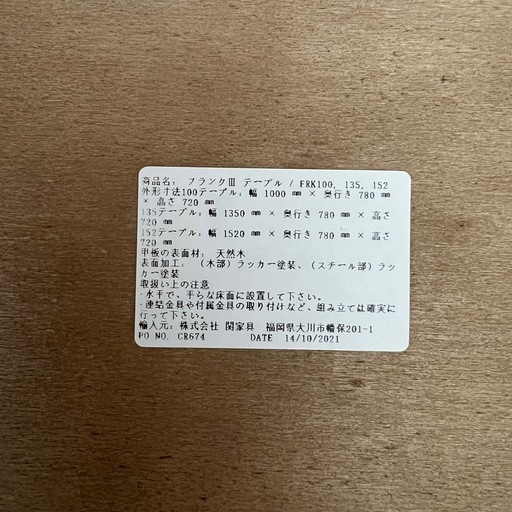 商品名: フランクⅢ テーブル / FRK100, 135, 152
外形寸法100テーブル: 幅 1000 ㎜ × 奥行き 780 ㎜
× 高さ 720 ㎜
135テーブル: 幅 1350 ㎜ × 奥行き 780 ㎜ × 高さ
720 ㎜
152テーブル: 幅 1520 ㎜ × 奥行き 780 ㎜ × 高さ
720 ㎜
甲板の表面材: 天然木
表面加工: (木部)ラッカー塗装、(スチール部)ラッ
カー塗装
取扱い上の注意
・水平で、平らな床面に設置して下さい。
・連結金具や付属金具の取り付けなど、組み立ては確実に
行って下さい。
輸入元: 株式会社 関家具 福岡県大川市幡保201-1
PO NO. CR674 DATE 14/10/2021